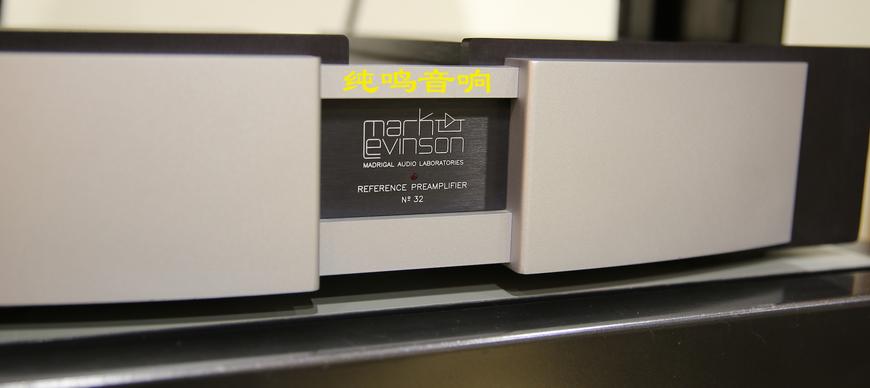 纯鸣音响
mark
Levinson
MADRIGAL AUDIO LABORATORIES
REFERENCE PREAMPLIFIER
Nº 32